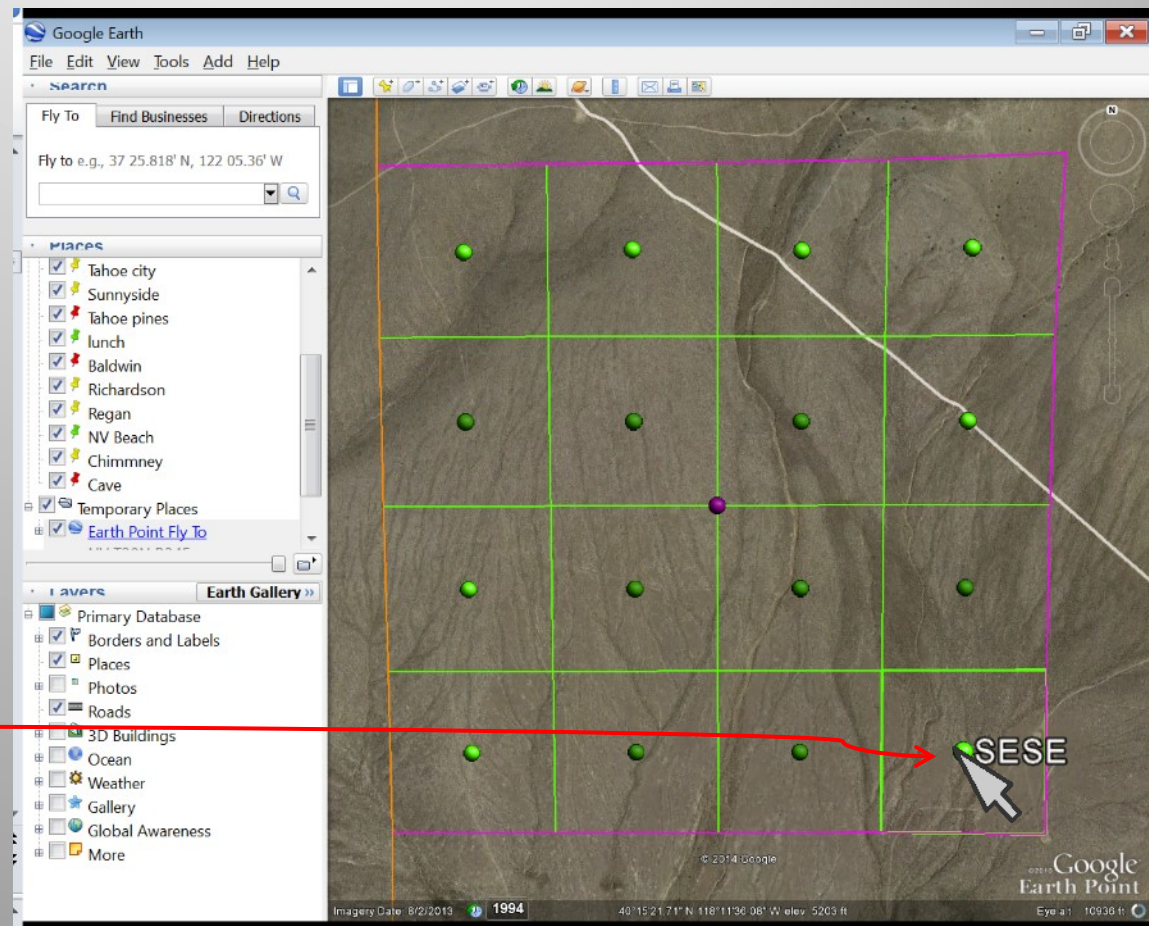 Google Earth
File Edit View Tools Add Help
Search
Fly To Find Businesses Directions
Fly to e.g., 37 25.818' N, 122 05.36' W
Places
Tahoe city
Sunnyside
Tahoe pines
lunch
Baldwin
Richardson
Regan
NV Beach
Chimmney
Cave
Temporary Places
Earth Point Fly To
Layers
Earth Gallery »
Primary Database
Borders and Labels
Places
Photos
Roads
3D Buildings
Ocean
Weather
Gallery
Global Awareness
More
N
SESE
© 2014 Google
Google
Earth Point
Imagery Date: 8/2/2013 1994 40°15'21.71" N 118°11'36.08" W elev 5203 ft Eye alt 10936 ft